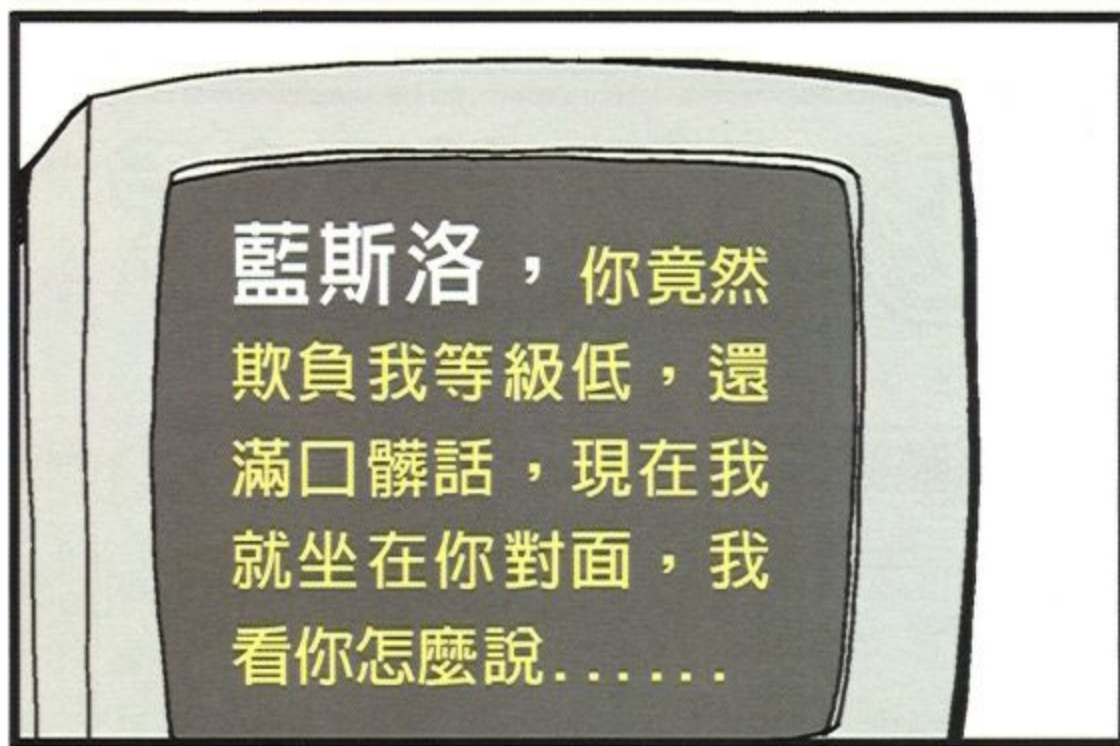 藍斯洛，你竟然
欺負我等級低，還
滿口髒話，現在我
就坐在你對面，我
看你怎麼說......